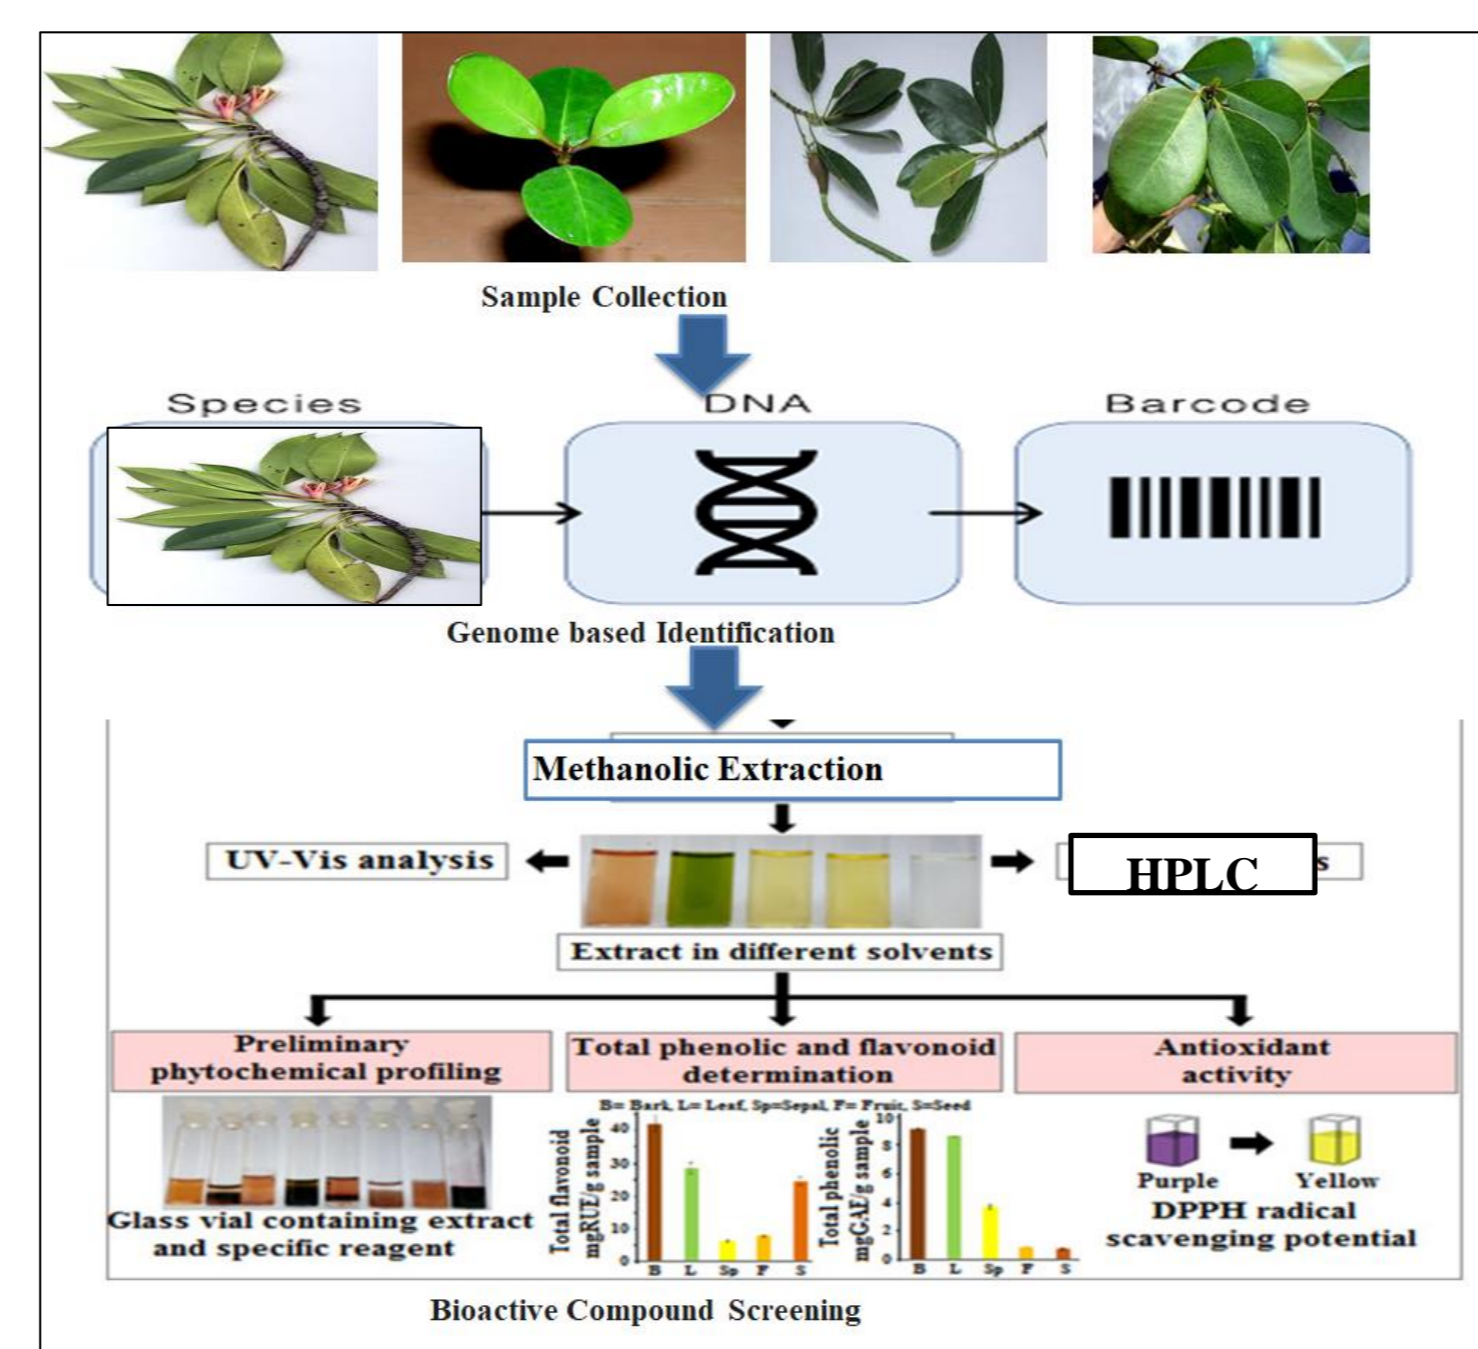 Sample Collection
Species
DNA
Barcode
Genome based Identification
Methanolic Extraction
UV-Vis analysis
HPLC
s
Extract in different solvents
Preliminary
phytochemical profiling
Total phenolic and flavonoid
determination
Antioxidant
activity
B= Bark, L= Leaf, Sp=Sepal, F= Fruit, S=Seed
Total flavonoid
mgRUE/g sample
40
30
20
10
0
B L Sp F S
Total phenolic
mgGAE/g sample
10
8
6
4
2
0
B L Sp F S
Purple
Yellow
DPPH radical
scavenging potential
Glass vial containing extract
and specific reagent
Bioactive Compound Screening